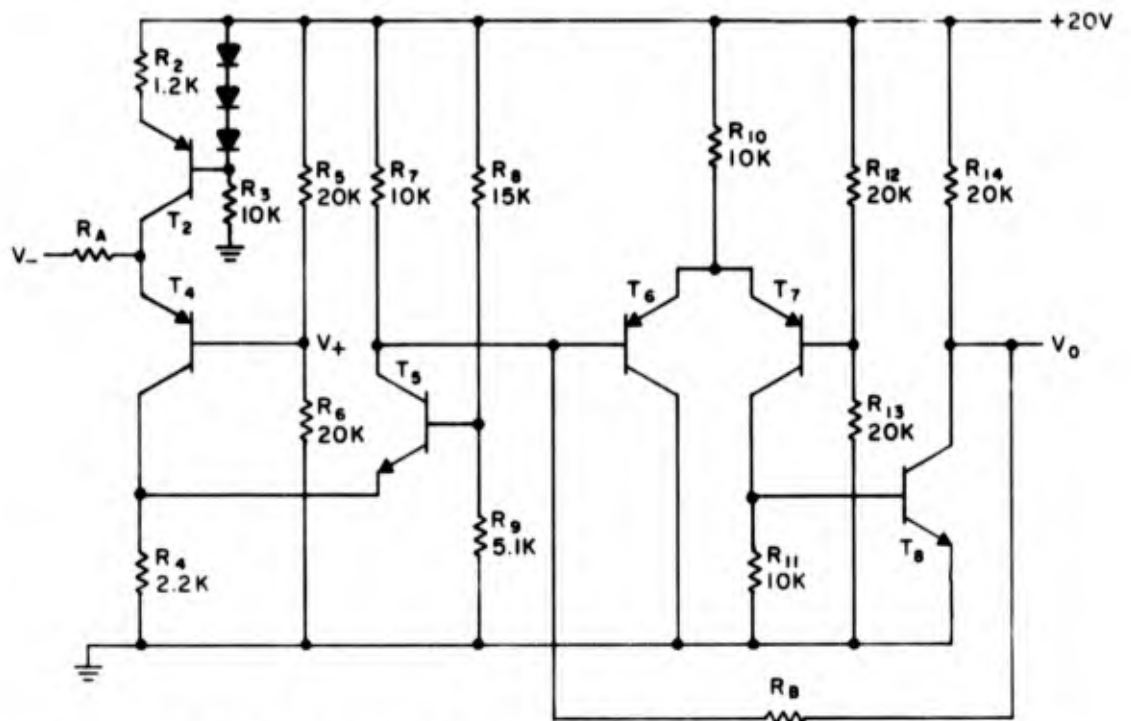 +20V
R2
1.2K
R3
10K
T2
RA
V-
T4
R5
20K
V+
R6
20K
R7
10K
R8
15K
T5
R9
5.1K
R4
2.2K
R10
10K
T6
T7
R12
20K
R14
20K
V0
R13
20K
R11
10K
T8
RB